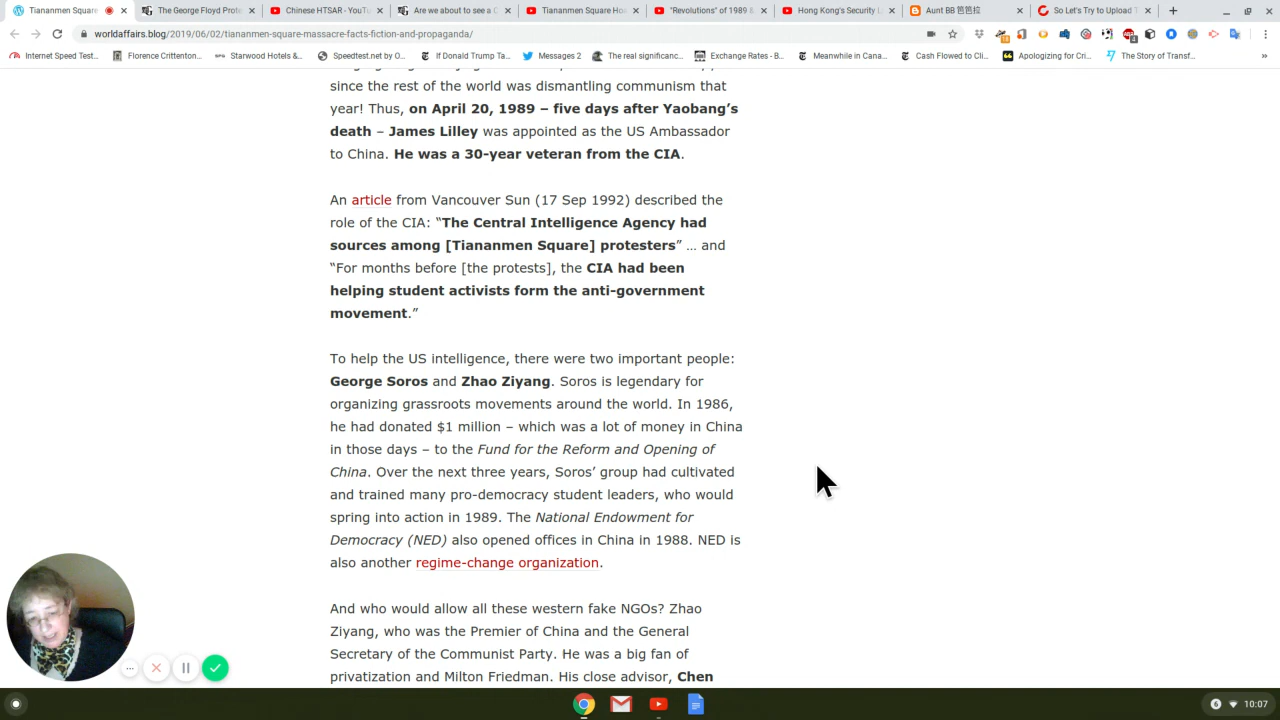 Tiananmen Square
The George Floyd Prote
Chinese HTSAR - YouTu
Are we about to see a C
Tiananmen Square Hoa
"Revolutions" of 1989 &
Hong Kong's Security L
Aunt BB 芭芭拉
So Let's Try to Upload T
worldaffairs.blog/2019/06/02/tiananmen-square-massacre-facts-fiction-and-propaganda/
Internet Speed Test...
Florence Crittenton...
Starwood Hotels &...
Speedtest.net by O...
If Donald Trump Ta...
Messages 2
The real significanc...
Exchange Rates - B...
Meanwhile in Cana...
Cash Flowed to Cli...
Apologizing for Cri...
The Story of Transf...
since the rest of the world was dismantling communism that
year! Thus, on April 20, 1989 – five days after Yaobang's
death – James Lilley was appointed as the US Ambassador
to China. He was a 30-year veteran from the CIA.
An article from Vancouver Sun (17 Sep 1992) described the
role of the CIA: “The Central Intelligence Agency had
sources among [Tiananmen Square] protesters” … and
“For months before [the protests], the CIA had been
helping student activists form the anti-government
movement.”
To help the US intelligence, there were two important people:
George Soros and Zhao Ziyang. Soros is legendary for
organizing grassroots movements around the world. In 1986,
he had donated $1 million – which was a lot of money in China
in those days – to the Fund for the Reform and Opening of
China. Over the next three years, Soros’ group had cultivated
and trained many pro-democracy student leaders, who would
spring into action in 1989. The National Endowment for
Democracy (NED) also opened offices in China in 1988. NED is
also another regime-change organization.
And who would allow all these western fake NGOs? Zhao
Ziyang, who was the Premier of China and the General
Secretary of the Communist Party. He was a big fan of
privatization and Milton Friedman. His close advisor, Chen
6
10:07